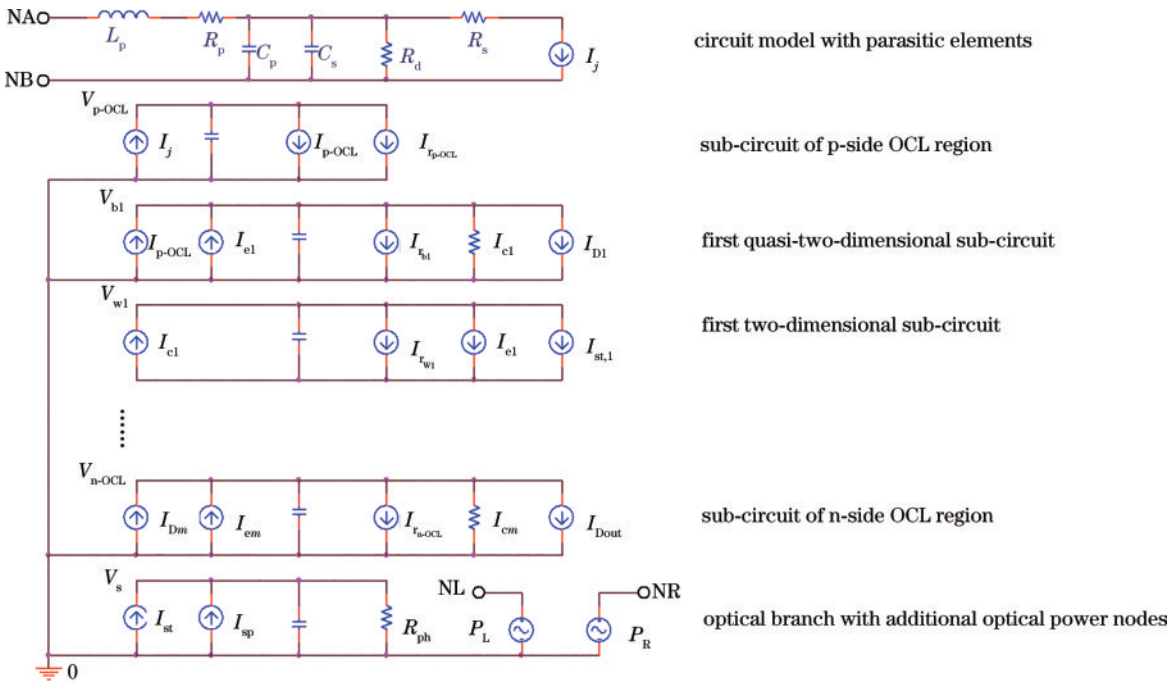 NA
L_p
R_p
C_p
C_s
R_d
R_s
I_j
circuit model with parasitic elements
NB
V_p-OCL
I_j
I_p-OCL
I_r_p-OCL
sub-circuit of p-side OCL region
V_b1
I_p-OCL
I_e1
I_r_b1
I_c1
I_D1
first quasi-two-dimensional sub-circuit
V_w1
I_c1
I_r_w1
I_e1
I_st,1
first two-dimensional sub-circuit
......
V_n-OCL
I_Dm
I_em
I_r_n-OCL
I_cm
I_Dout
sub-circuit of n-side OCL region
V_s
I_st
I_sp
R_ph
NL
P_L
NR
P_R
optical branch with additional optical power nodes
0